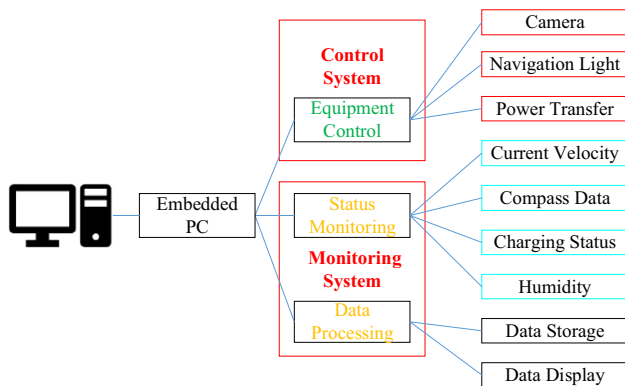 Camera
Control
System
Navigation Light
Equipment
Control
Power Transfer
Current Velocity
Embedded
PC
Status
Monitoring
Compass Data
Charging Status
Monitoring
System
Humidity
Data
Processing
Data Storage
Data Display